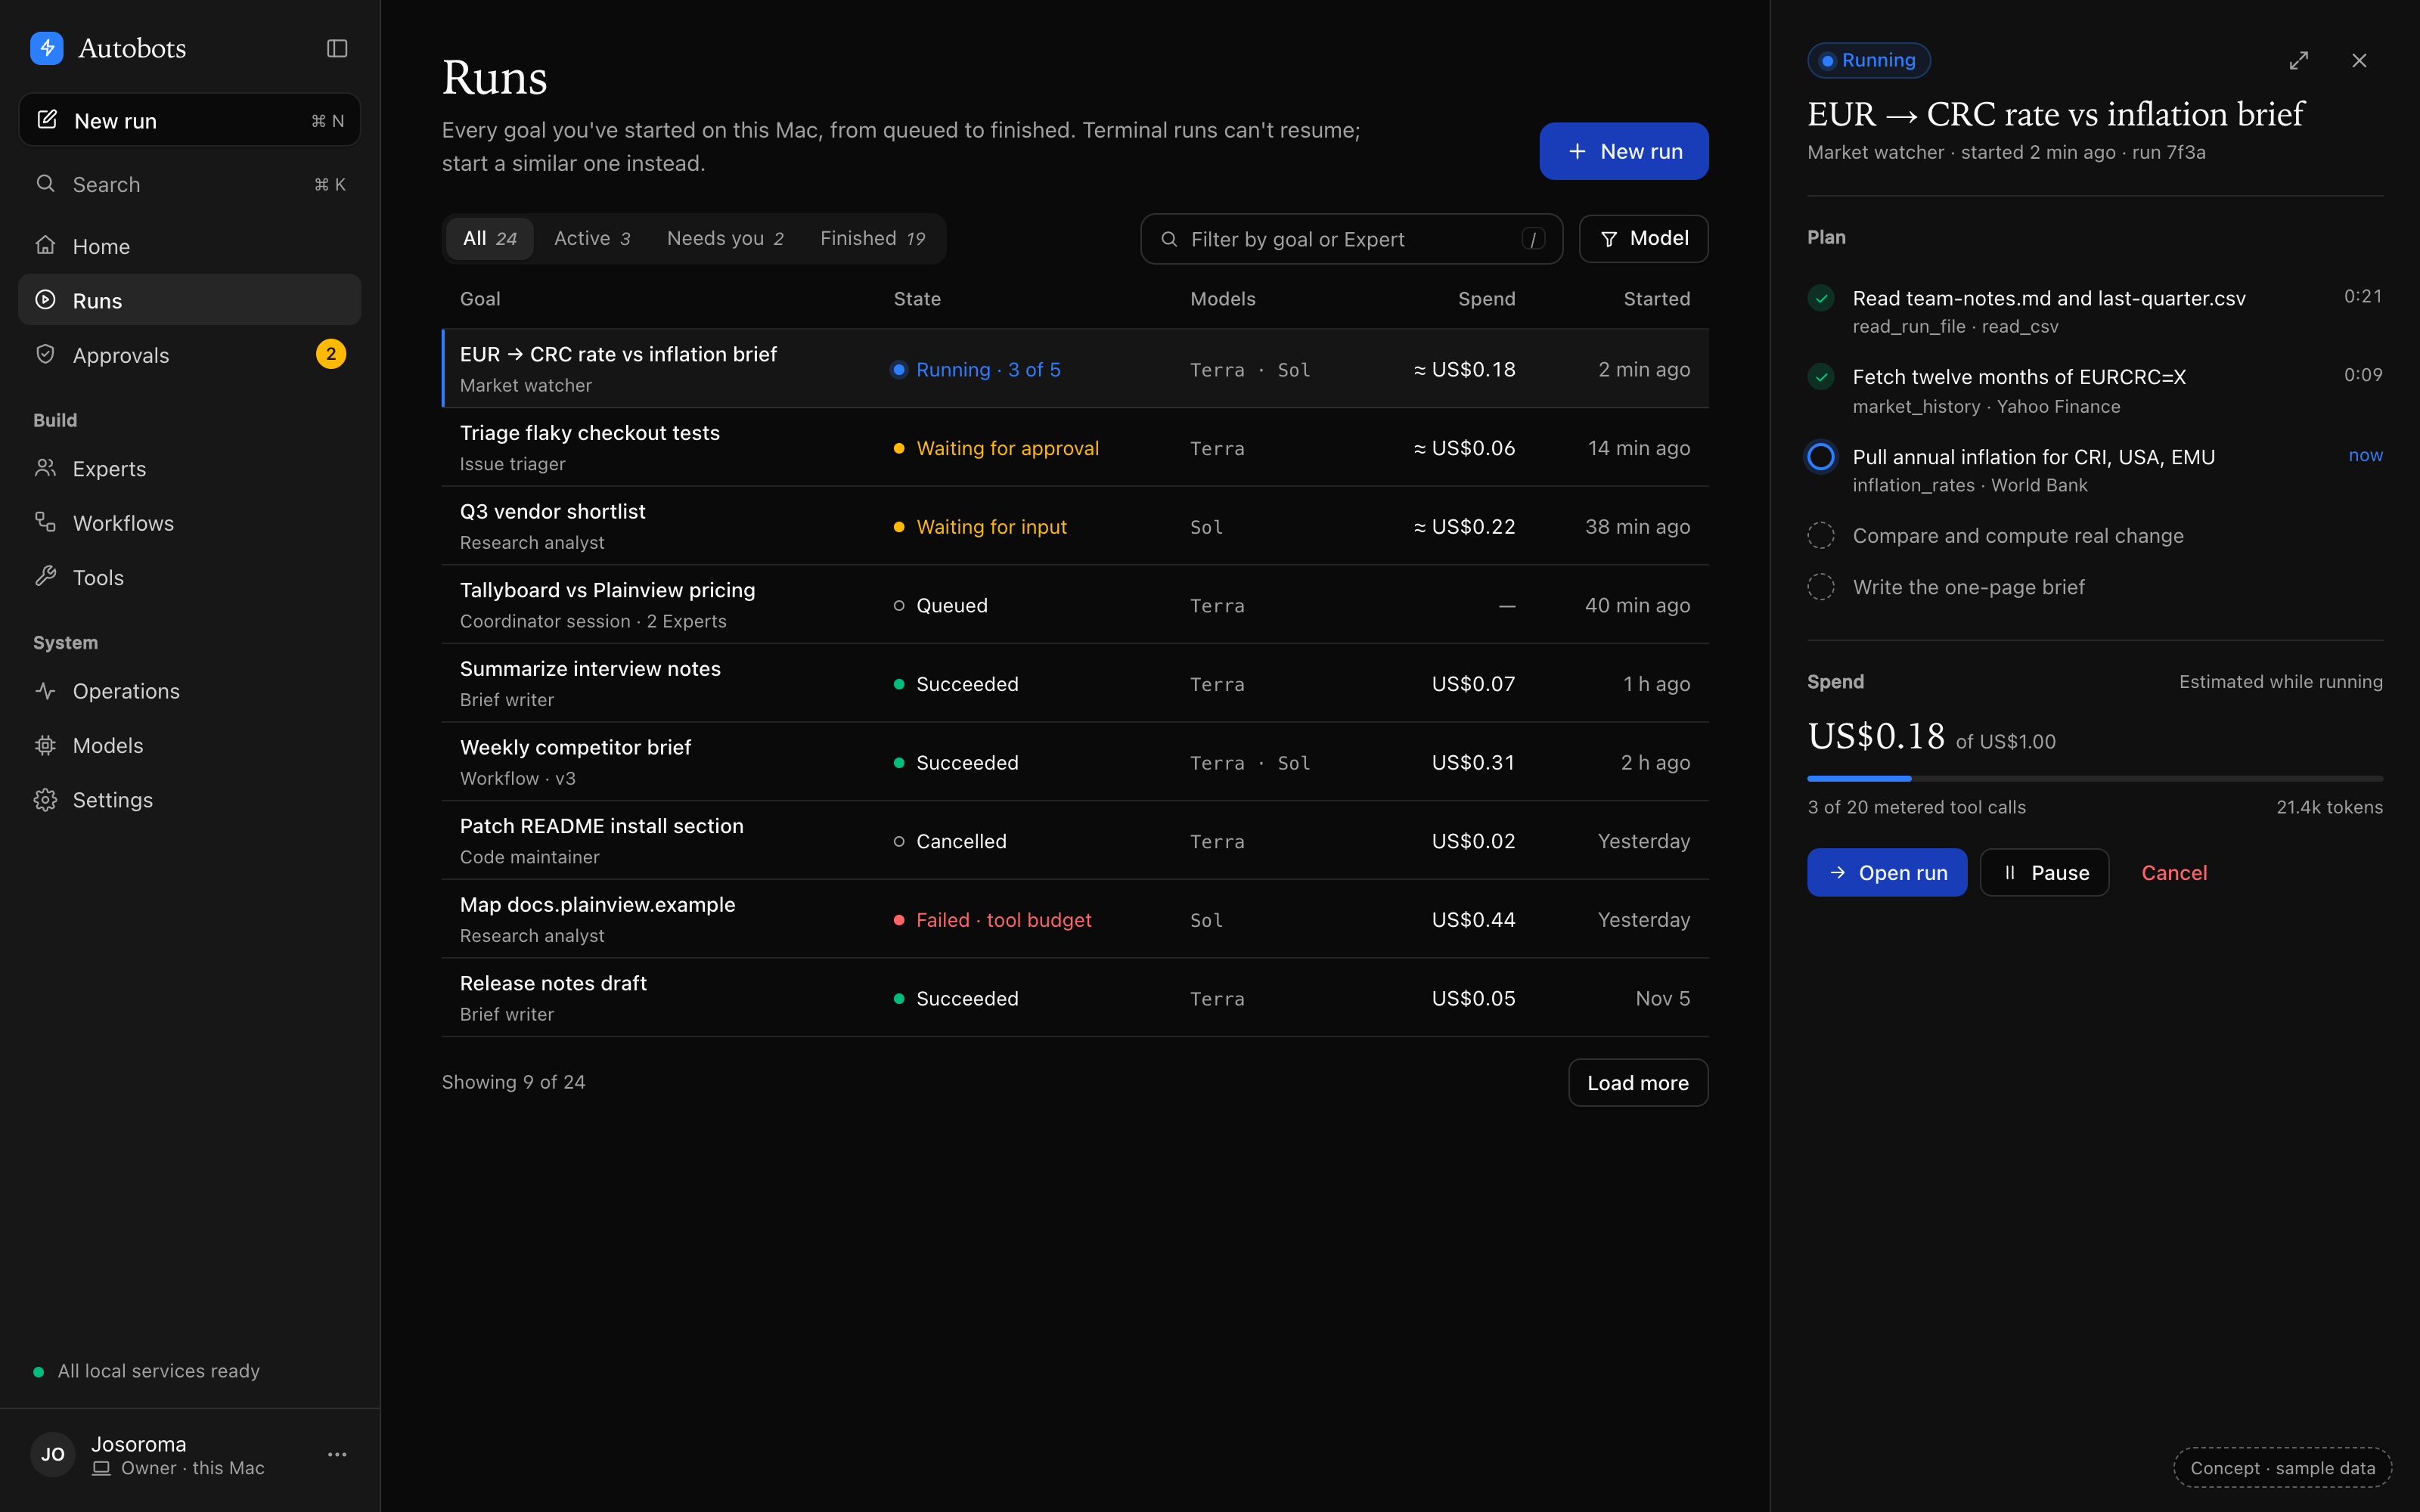 Autobots
New run ⌘ N
Search ⌘ K
Home
Runs
Approvals 2
Build
Experts
Workflows
Tools
System
Operations
Models
Settings
All local services ready
JO
Josoroma
Owner · this Mac
Runs
Every goal you've started on this Mac, from queued to finished. Terminal runs can't resume;
start a similar one instead.
New run
All 24 Active 3 Needs you 2 Finished 19
Filter by goal or Expert /
Model
Goal State Models Spend Started
EUR → CRC rate vs inflation brief
Market watcher
Running · 3 of 5 Terra · Sol ≈ US$0.18 2 min ago
Triage flaky checkout tests
Issue triager
Waiting for approval Terra ≈ US$0.06 14 min ago
Q3 vendor shortlist
Research analyst
Waiting for input Sol ≈ US$0.22 38 min ago
Tallyboard vs Plainview pricing
Coordinator session · 2 Experts
Queued Terra — 40 min ago
Summarize interview notes
Brief writer
Succeeded Terra US$0.07 1 h ago
Weekly competitor brief
Workflow · v3
Succeeded Terra · Sol US$0.31 2 h ago
Patch README install section
Code maintainer
Cancelled Terra US$0.02 Yesterday
Map docs.plainview.example
Research analyst
Failed · tool budget Sol US$0.44 Yesterday
Release notes draft
Brief writer
Succeeded Terra US$0.05 Nov 5
Showing 9 of 24
Load more
Running
EUR → CRC rate vs inflation brief
Market watcher · started 2 min ago · run 7f3a
Plan
Read team-notes.md and last-quarter.csv 0:21
read_run_file · read_csv
Fetch twelve months of EURCRC=X 0:09
market_history · Yahoo Finance
Pull annual inflation for CRI, USA, EMU now
inflation_rates · World Bank
Compare and compute real change
Write the one-page brief
Spend Estimated while running
US$0.18 of US$1.00
3 of 20 metered tool calls 21.4k tokens
Open run
Pause
Cancel
Concept · sample data